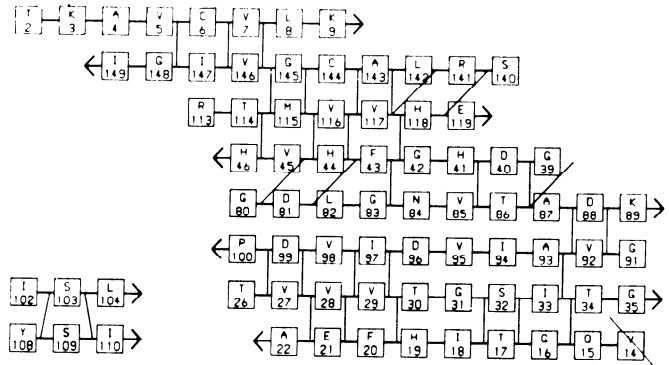 T K A V C V L K
2 3 4 5 6 7 8 9
I G I V G C A L R S
149 148 147 146 145 144 143 142 141 140
R T M V V H E
113 114 115 116 117 118 119
H V H F G H D G
46 45 44 43 42 41 40 39
G D L G N V T A D K
80 81 82 83 84 85 86 87 88 89
P D V I D V I A V G
100 99 98 97 96 95 94 93 92 91
T V V V T G S I T G
26 27 28 29 30 31 32 33 34 35
I S L
102 103 104
Y S I
108 109 110
A E F H I T G Q V
22 21 20 19 18 17 16 15 14